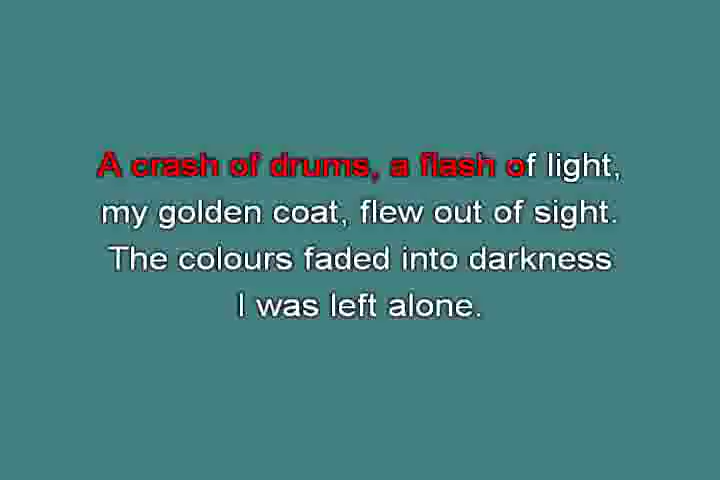 A crash of drums, a flash of light,
my golden coat, flew out of sight.
The colours faded into darkness
I was left alone.